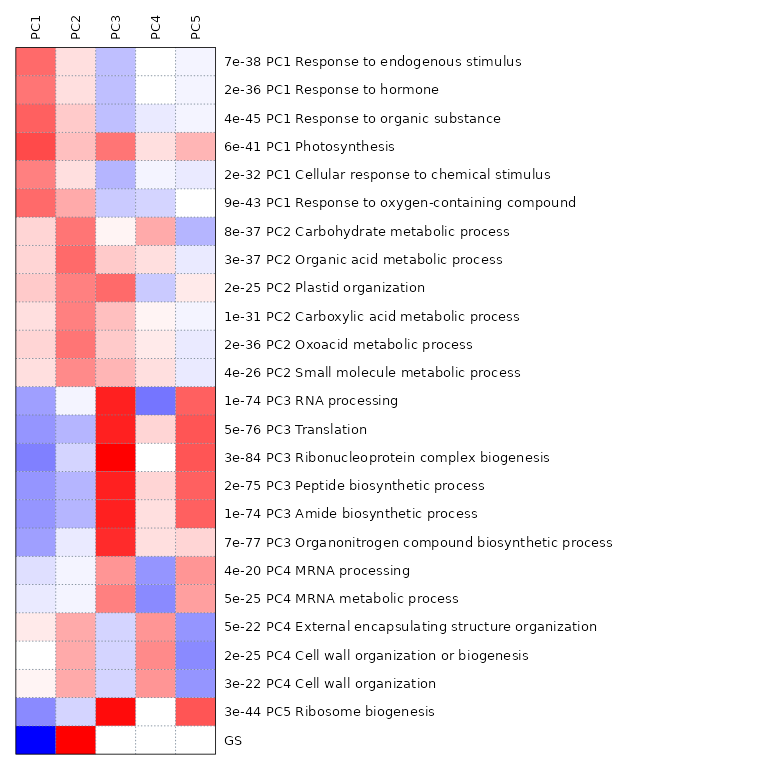 PC1 PC2 PC3 PC4 PC5
7e-38 PC1 Response to endogenous stimulus
2e-36 PC1 Response to hormone
4e-45 PC1 Response to organic substance
6e-41 PC1 Photosynthesis
2e-32 PC1 Cellular response to chemical stimulus
9e-43 PC1 Response to oxygen-containing compound
8e-37 PC2 Carbohydrate metabolic process
3e-37 PC2 Organic acid metabolic process
2e-25 PC2 Plastid organization
1e-31 PC2 Carboxylic acid metabolic process
2e-36 PC2 Oxoacid metabolic process
4e-26 PC2 Small molecule metabolic process
1e-74 PC3 RNA processing
5e-76 PC3 Translation
3e-84 PC3 Ribonucleoprotein complex biogenesis
2e-75 PC3 Peptide biosynthetic process
1e-74 PC3 Amide biosynthetic process
7e-77 PC3 Organonitrogen compound biosynthetic process
4e-20 PC4 MRNA processing
5e-25 PC4 MRNA metabolic process
5e-22 PC4 External encapsulating structure organization
2e-25 PC4 Cell wall organization or biogenesis
3e-22 PC4 Cell wall organization
3e-44 PC5 Ribosome biogenesis
GS